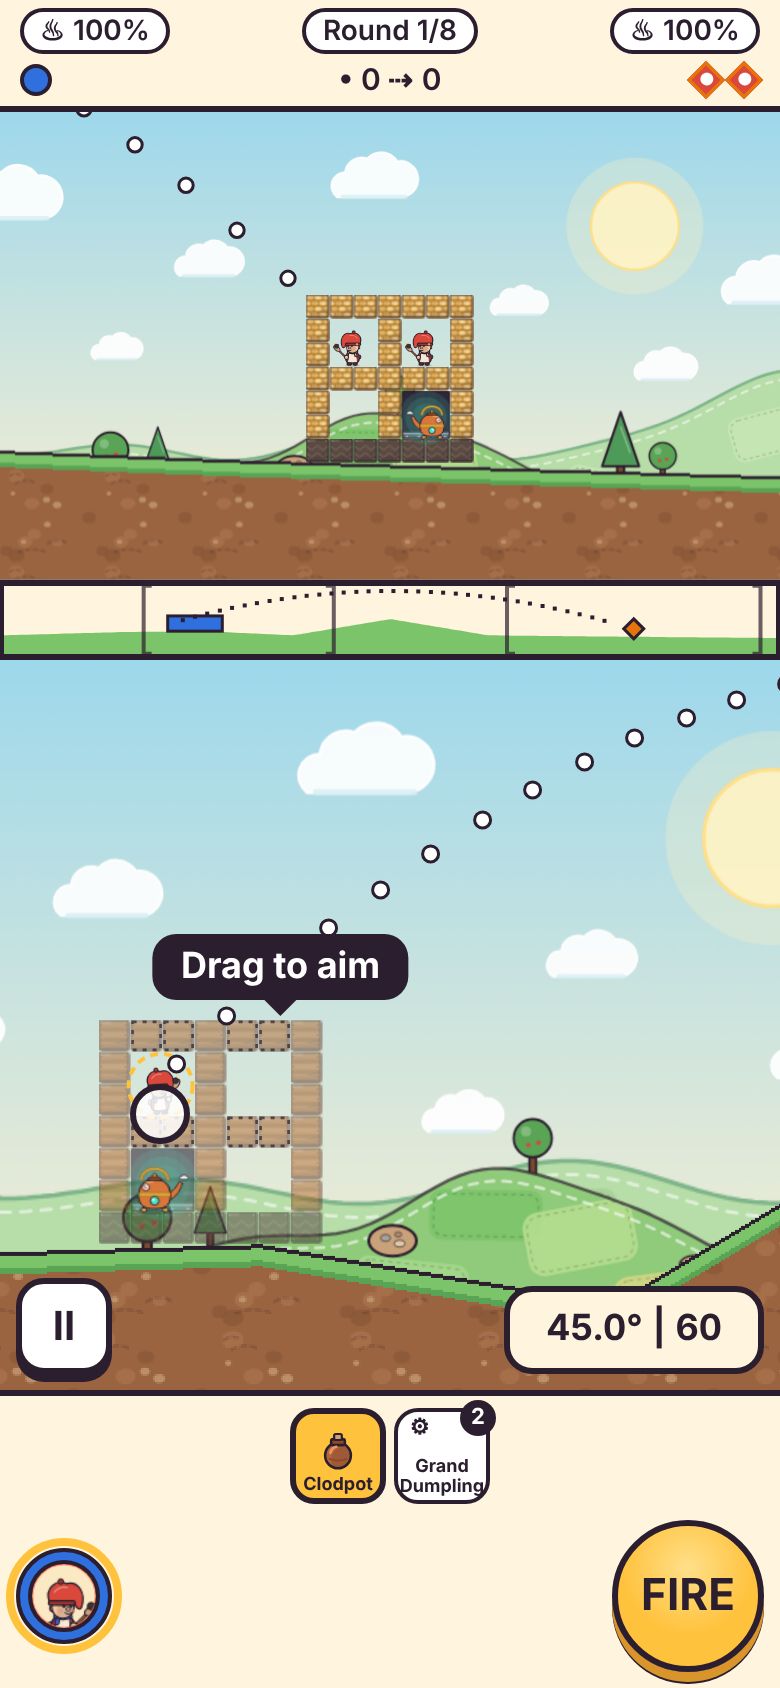 ♨ 100%
Round 1/8
♨ 100%
• 0 ⇢ 0
Drag to aim
II
45.0° | 60
Clodpot
⚙
2
Grand
Dumpling
FIRE